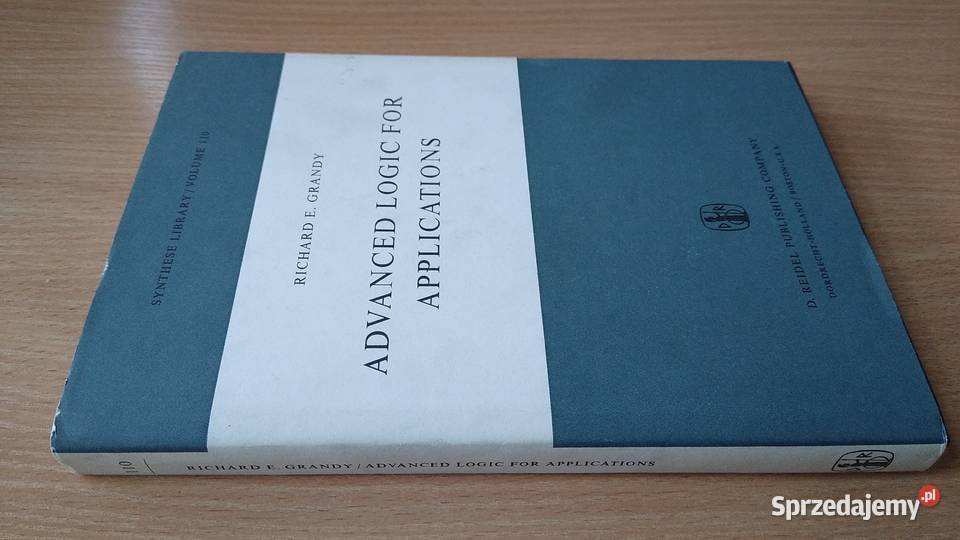 SYNTHESE LIBRARY / VOLUME 110
RICHARD E. GRANDY
ADVANCED LOGIC FOR
APPLICATIONS
D R
D. REIDEL PUBLISHING COMPANY
DORDRECHT-HOLLAND / BOSTON-U.S.A.
110
RICHARD E. GRANDY / ADVANCED LOGIC FOR APPLICATIONS
D R
Sprzedajemy.pl